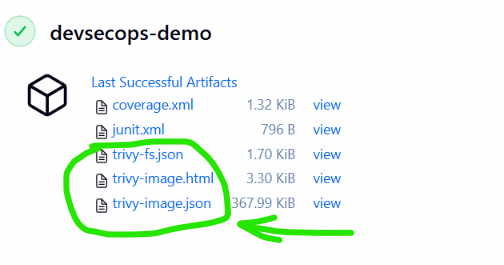 devsecops-demo
Last Successful Artifacts
coverage.xml 1.32 KiB view
junit.xml 796 B view
trivy-fs.json 1.70 KiB view
trivy-image.html 3.30 KiB view
trivy-image.json 367.99 KiB view